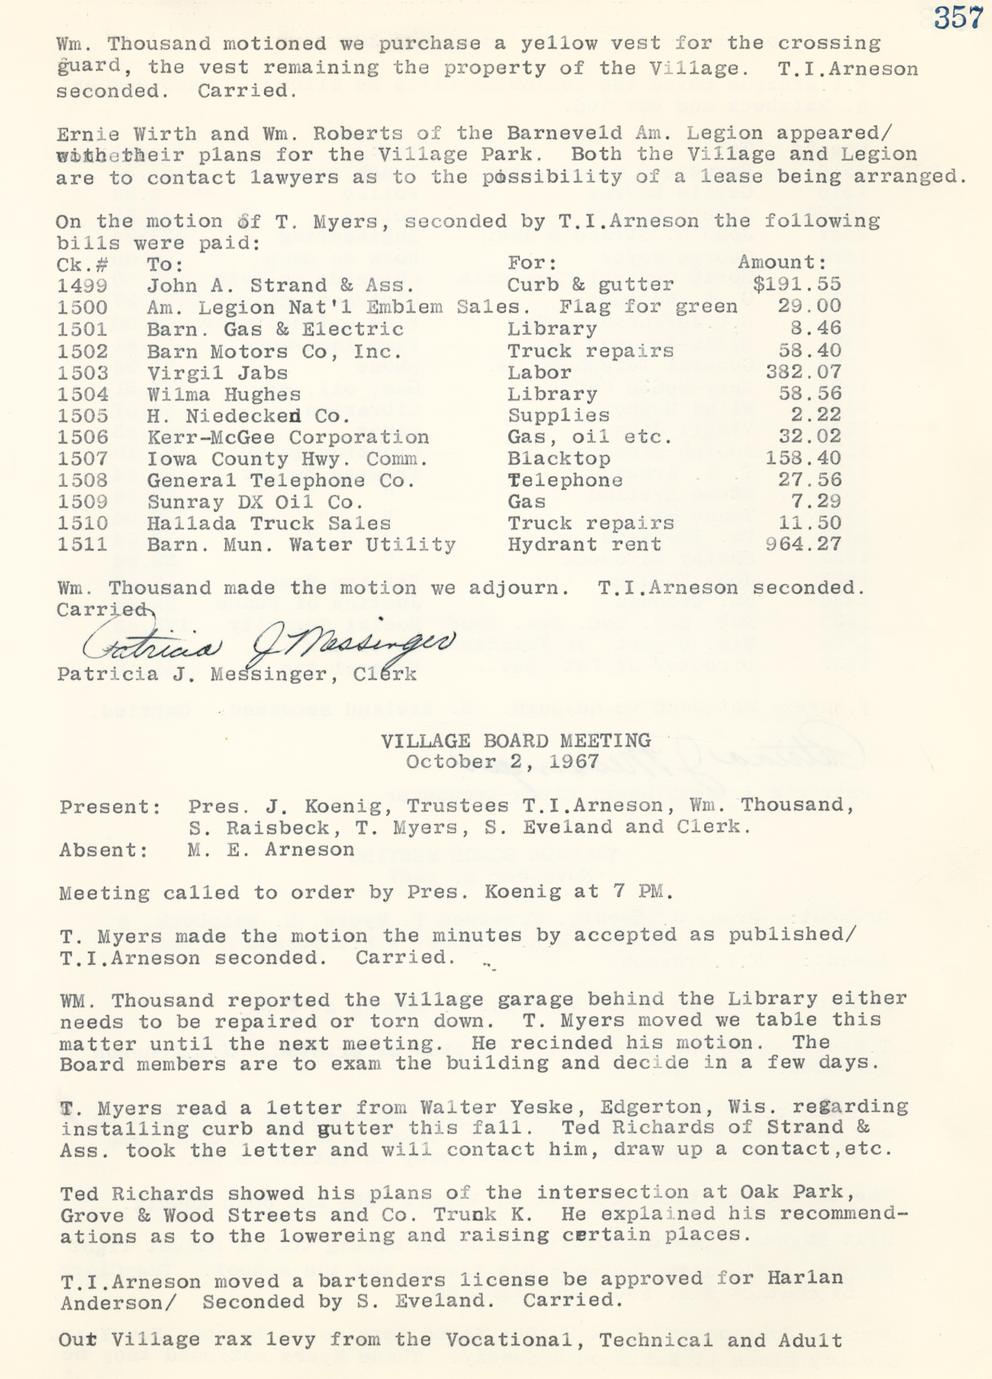 357
Wm. Thousand motioned we purchase a yellow vest for the crossing
guard, the vest remaining the property of the Village.  T.I.Arneson
seconded.  Carried.
Ernie Wirth and Wm. Roberts of the Barneveld Am. Legion appeared/
with their plans for the Village Park.  Both the Village and Legion
are to contact lawyers as to the possibility of a lease being arranged.
On the motion of T. Myers, seconded by T.I.Arneson the following
bills were paid:
Ck.# To: For: Amount:
1499 John A. Strand & Ass. Curb & gutter $191.55
1500 Am. Legion Nat'l Emblem Sales. Flag for green 29.00
1501 Barn. Gas & Electric Library 8.46
1502 Barn Motors Co, Inc. Truck repairs 58.40
1503 Virgil Jabs Labor 382.07
1504 Wilma Hughes Library 58.56
1505 H. Niedecken Co. Supplies 2.22
1506 Kerr-McGee Corporation Gas, oil etc. 32.02
1507 Iowa County Hwy. Comm. Blacktop 158.40
1508 General Telephone Co. Telephone 27.56
1509 Sunray DX Oil Co. Gas 7.29
1510 Hallada Truck Sales Truck repairs 11.50
1511 Barn. Mun. Water Utility Hydrant rent 964.27
Wm. Thousand made the motion we adjourn.  T.I.Arneson seconded.
Carried.
Patricia J Messinger
Patricia J. Messinger, Clerk
VILLAGE BOARD MEETING
October 2, 1967
Present: Pres. J. Koenig, Trustees T.I.Arneson, Wm. Thousand,
S. Raisbeck, T. Myers, S. Eveland and Clerk.
Absent: M. E. Arneson
Meeting called to order by Pres. Koenig at 7 PM.
T. Myers made the motion the minutes by accepted as published/
T.I.Arneson seconded.  Carried.
WM. Thousand reported the Village garage behind the Library either
needs to be repaired or torn down.  T. Myers moved we table this
matter until the next meeting.  He recinded his motion.  The
Board members are to exam the building and decide in a few days.
T. Myers read a letter from Walter Yeske, Edgerton, Wis. regarding
installing curb and gutter this fall.  Ted Richards of Strand &
Ass. took the letter and will contact him, draw up a contact,etc.
Ted Richards showed his plans of the intersection at Oak Park,
Grove & Wood Streets and Co. Trunk K.  He explained his recommend-
ations as to the lowereing and raising certain places.
T.I.Arneson moved a bartenders license be approved for Harlan
Anderson/  Seconded by S. Eveland.  Carried.
Out Village rax levy from the Vocational, Technical and Adult